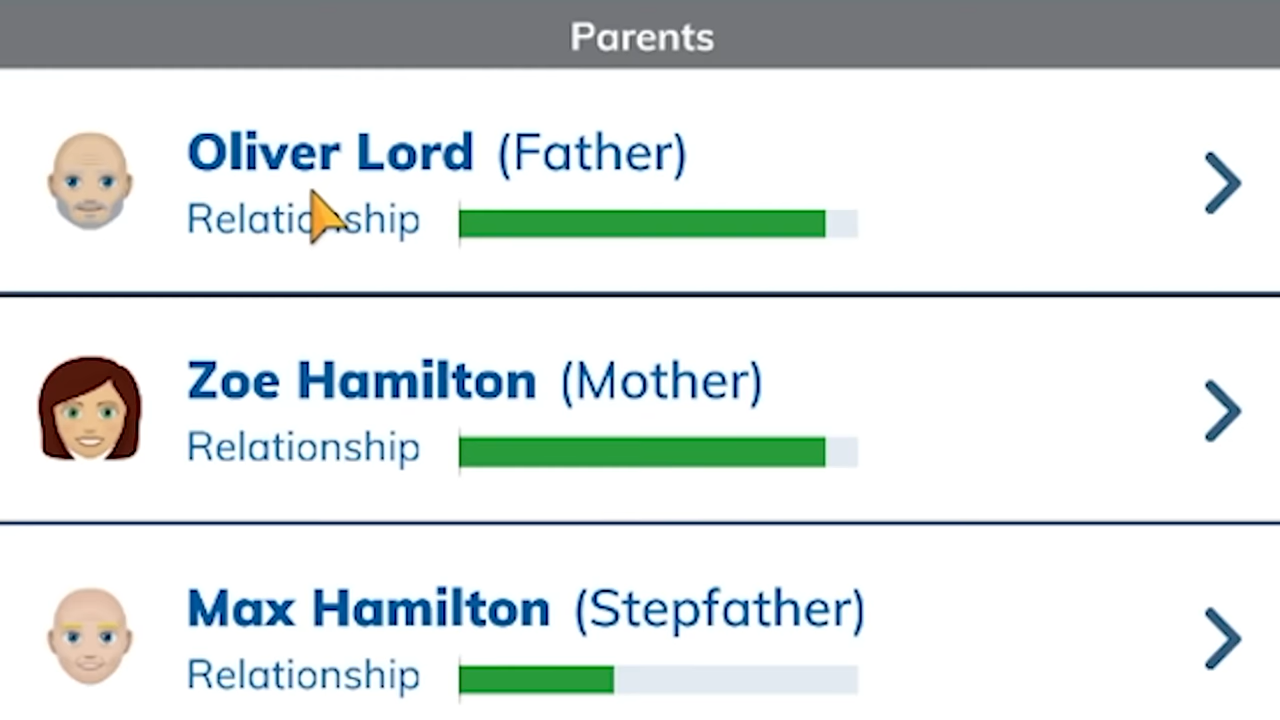 Parents
Oliver Lord (Father)
Relationship
Zoe Hamilton (Mother)
Relationship
Max Hamilton (Stepfather)
Relationship